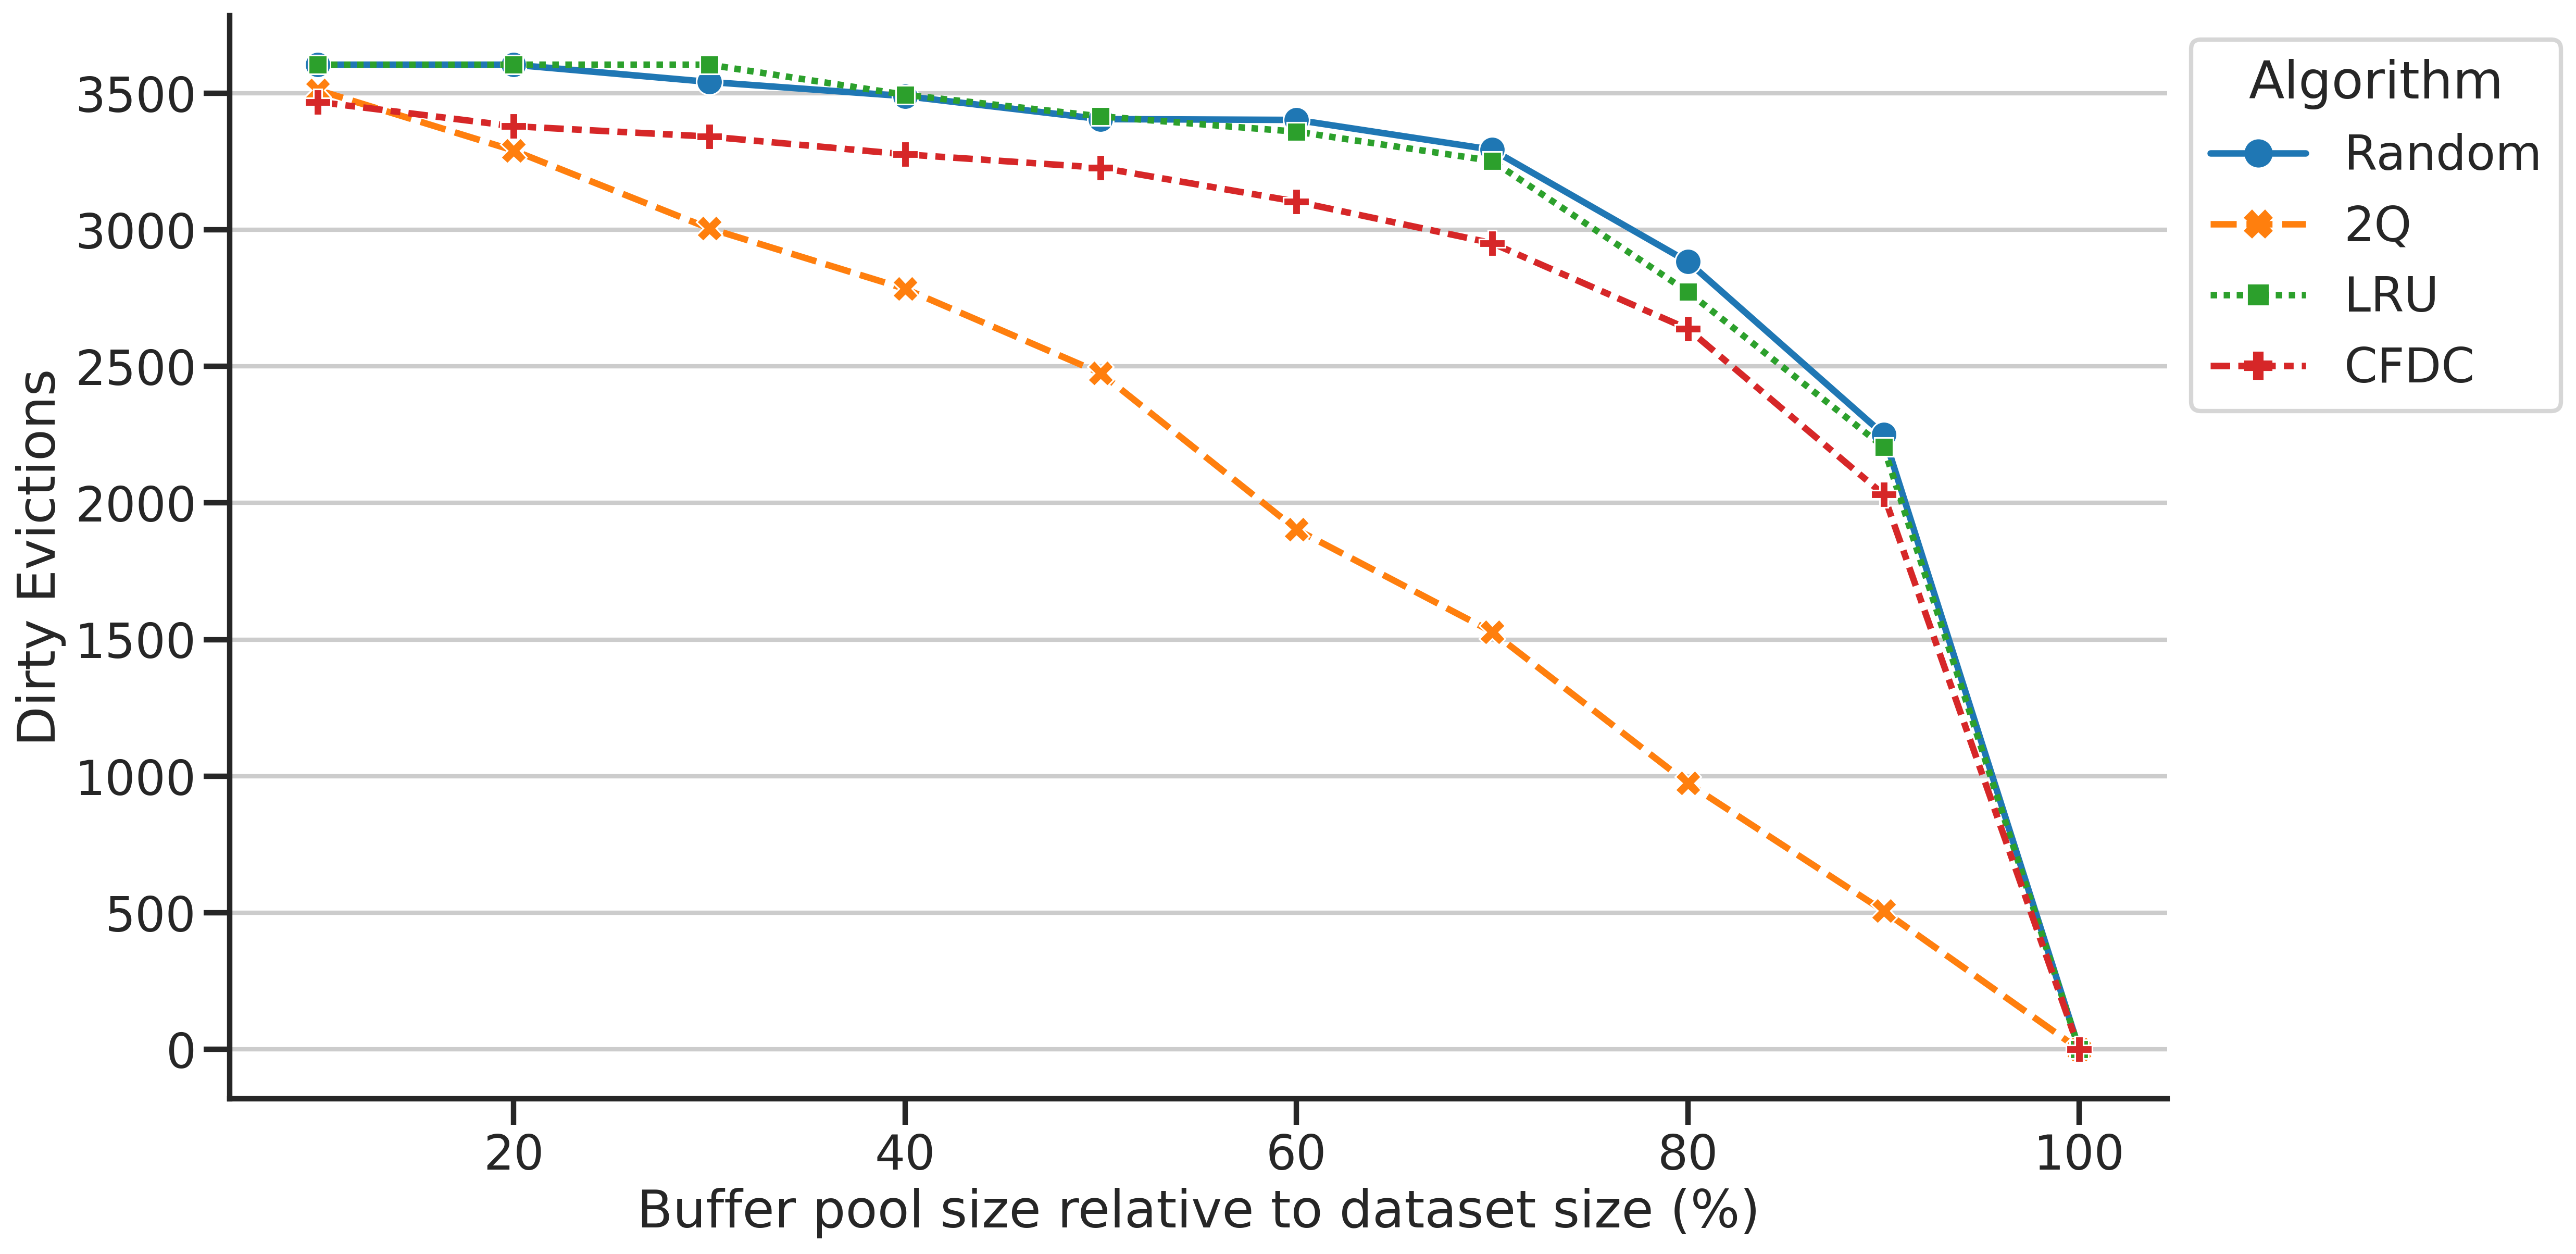 Algorithm
Random
2Q
LRU
CFDC
Dirty Evictions
3500
3000
2500
2000
1500
1000
500
0
20 40 60 80 100
Buffer pool size relative to dataset size (%)